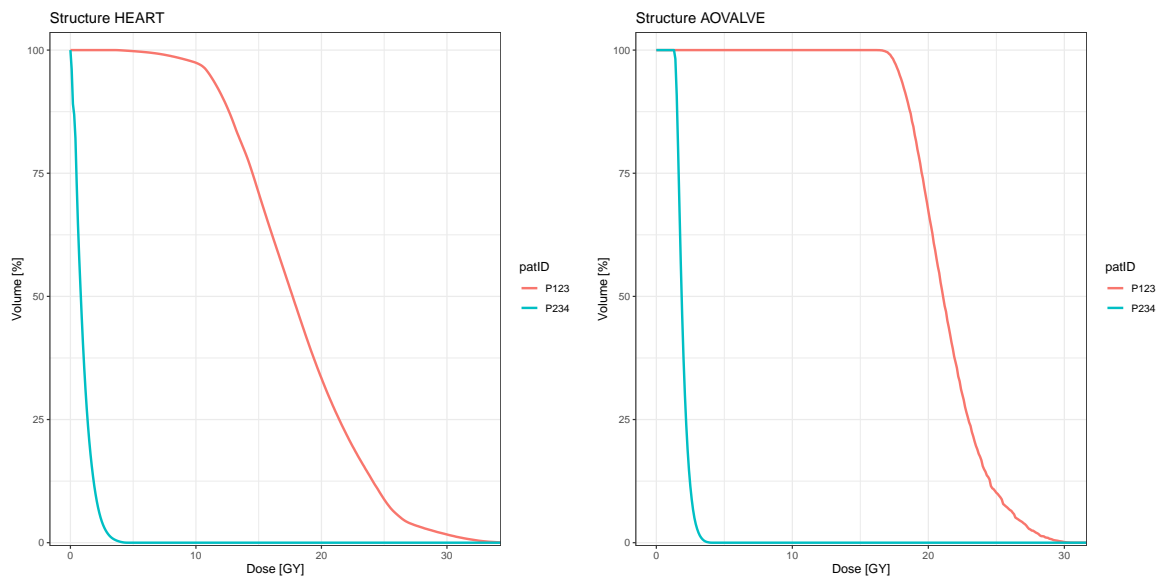 Structure HEART
Volume [%]
100
75
50
25
0
0 10 20 30
Dose [GY]
patID
P123
P234
Structure AOVALVE
Volume [%]
100
75
50
25
0
0 10 20 30
Dose [GY]
patID
P123
P234